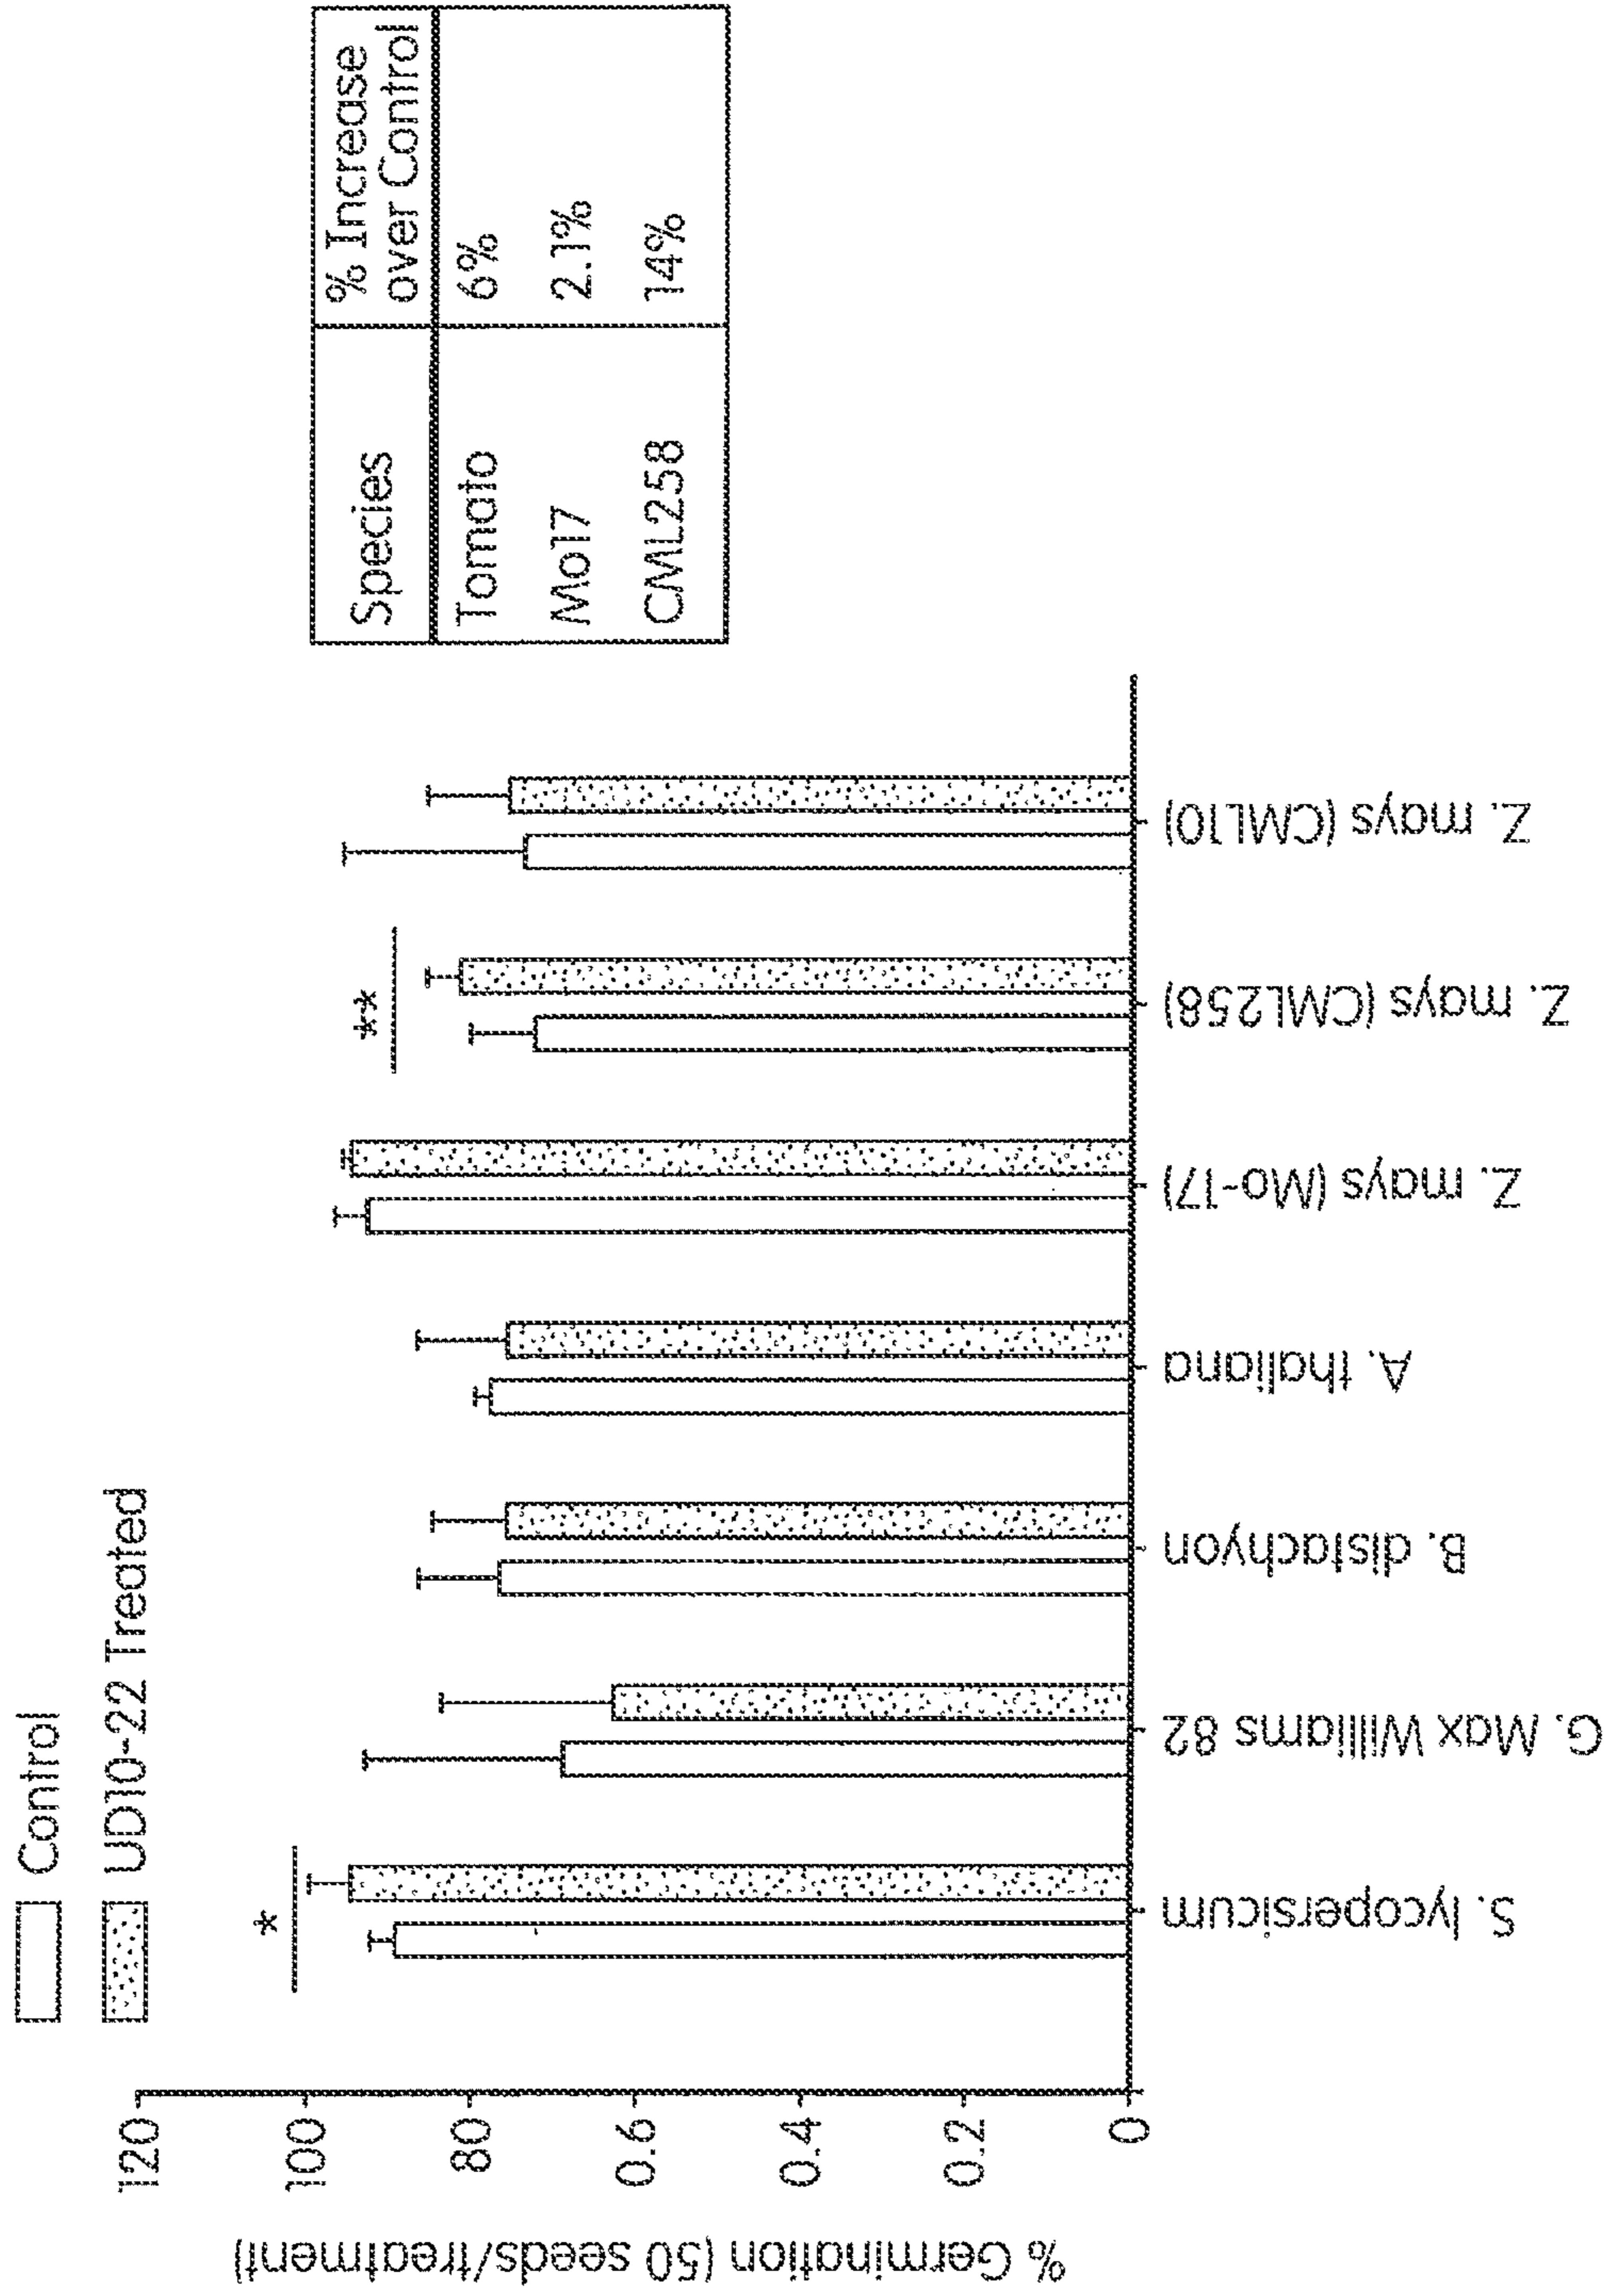 Control
UD10-22 Treated
% Germination (50 seeds/treatment)
120
100
80
0.6
0.4
0.2
0
*
**
S. lycopersicum
G. Max Williams 82
B. distachyon
A. thaliana
Z. mays (Mo-17)
Z. mays (CML258)
Z. mays (CML10)
Species
% Increase
over Control
Tomato 6%
Mo17 2.1%
CML258 14%